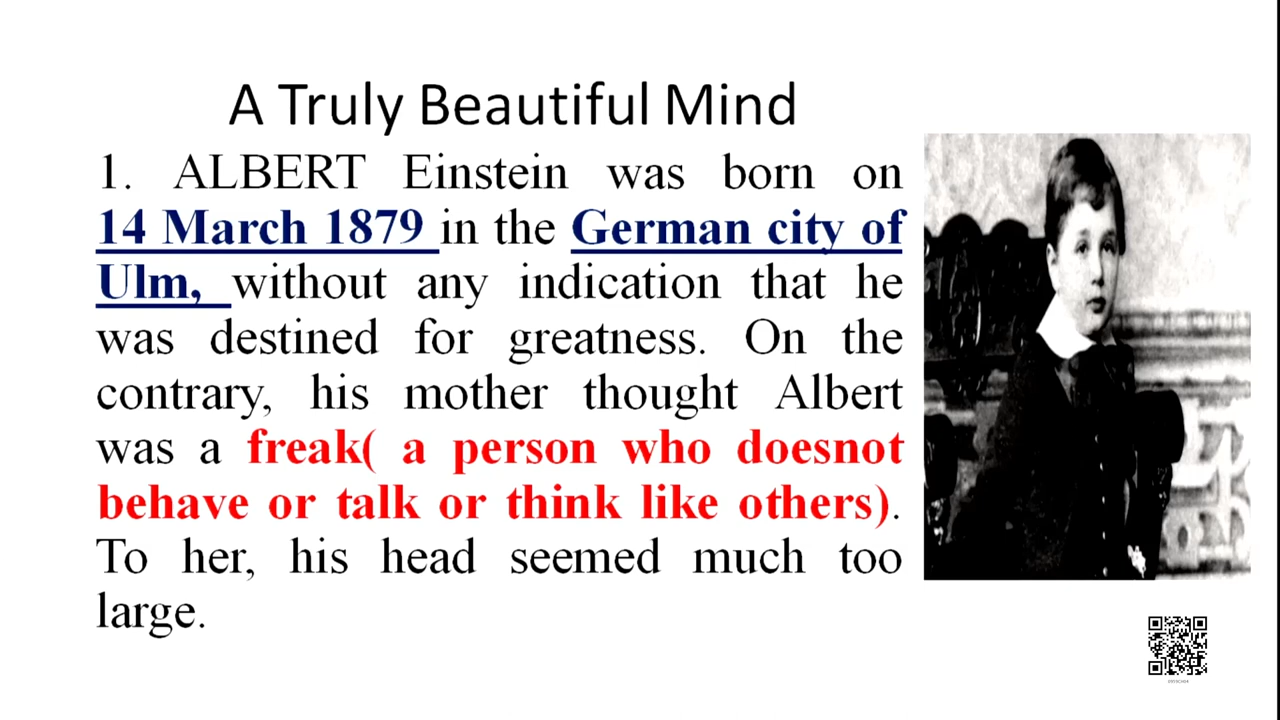 A Truly Beautiful Mind
1. ALBERT Einstein was born on
14 March 1879 in the German city of
Ulm, without any indication that he
was destined for greatness. On the
contrary, his mother thought Albert
was a freak( a person who doesnot
behave or talk or think like others).
To her, his head seemed much too
large.